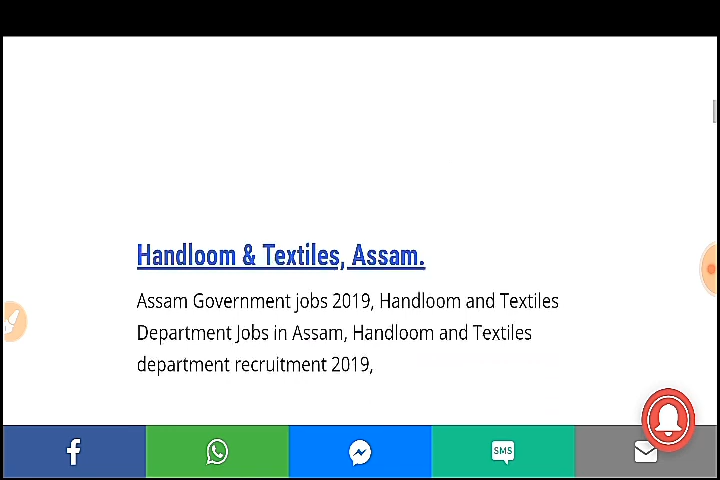 Handloom & Textiles, Assam.
Assam Government jobs 2019, Handloom and Textiles
Department Jobs in Assam, Handloom and Textiles
department recruitment 2019,
SMS